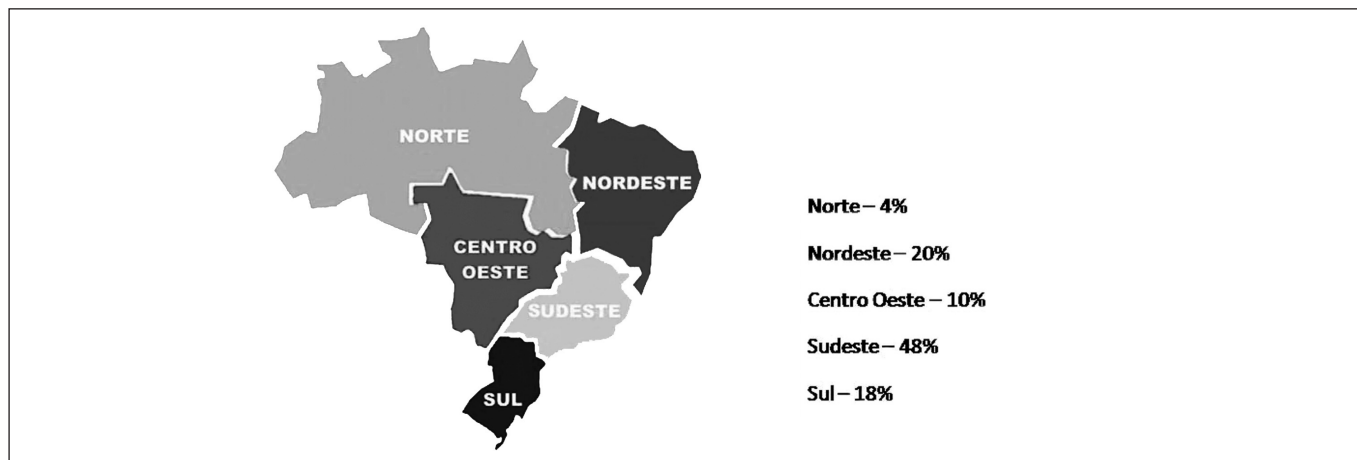 NORTE
NORDESTE
CENTRO
OESTE
SUDESTE
SUL
Norte – 4%
Nordeste – 20%
Centro Oeste – 10%
Sudeste – 48%
Sul – 18%